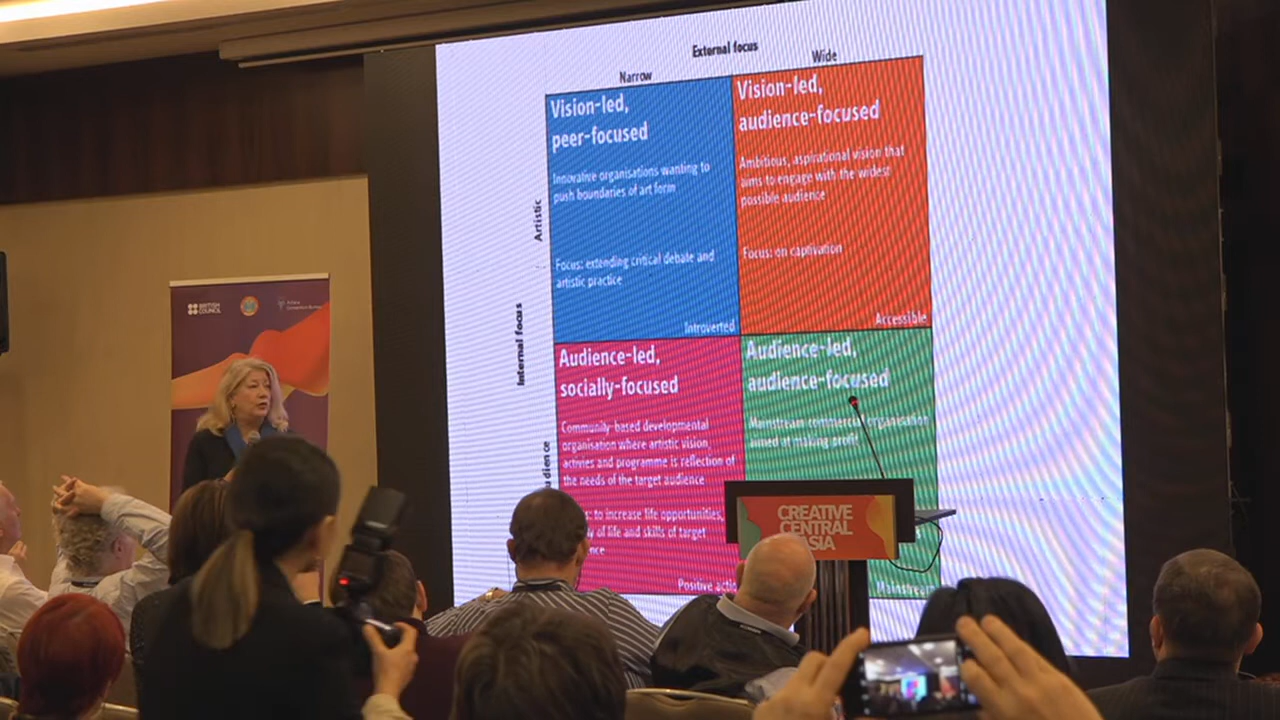 External focus
Narrow
Wide
Vision-led,
peer-focused
Innovative organisations wanting to
push boundaries of art form
Focus: extending critical debate and
artistic practice
Introverted
Vision-led,
audience-focused
Ambitious, aspirational vision that
aims to engage with the widest
possible audience
Focus: on captivation
Accessible
Artistic
Internal focus
Audience-led,
socially-focused
Community-based developmental
organisation where artistic vision,
activies and programme is reflection of
the needs of the target audience
to increase life opportunities,
of life and skills of target
Audience-led,
audience-focused
Mainstream commercial organisation
aimed at making profit
Mainstream
BRITISH
COUNCIL
CREATIVE
CENTRAL
ASIA